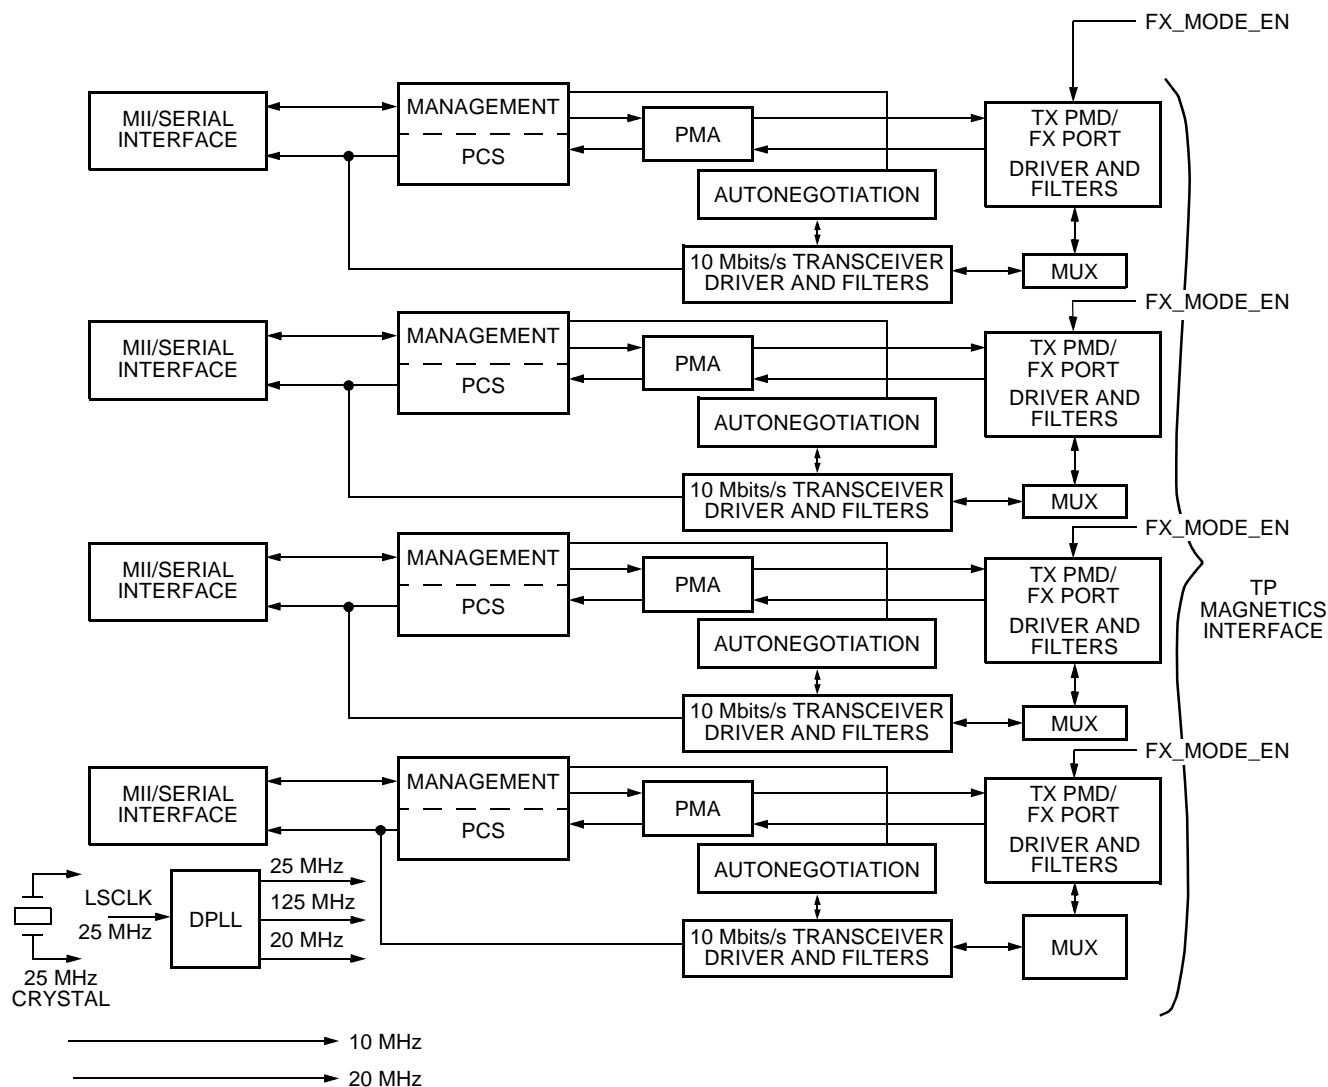 FX_MODE_EN
MII/SERIAL
INTERFACE
MANAGEMENT
PCS
PMA
TX PMD/
FX PORT
DRIVER AND
FILTERS
AUTONEGOTIATION
10 Mbits/s TRANSCEIVER
DRIVER AND FILTERS
MUX
FX_MODE_EN
MII/SERIAL
INTERFACE
MANAGEMENT
PCS
PMA
TX PMD/
FX PORT
DRIVER AND
FILTERS
AUTONEGOTIATION
10 Mbits/s TRANSCEIVER
DRIVER AND FILTERS
MUX
FX_MODE_EN
MII/SERIAL
INTERFACE
MANAGEMENT
PCS
PMA
TX PMD/
FX PORT
DRIVER AND
FILTERS
TP
MAGNETICS
INTERFACE
AUTONEGOTIATION
10 Mbits/s TRANSCEIVER
DRIVER AND FILTERS
MUX
FX_MODE_EN
MII/SERIAL
INTERFACE
MANAGEMENT
PCS
PMA
TX PMD/
FX PORT
DRIVER AND
FILTERS
AUTONEGOTIATION
10 Mbits/s TRANSCEIVER
DRIVER AND FILTERS
MUX
LSCLK
25 MHz
DPLL
25 MHz
125 MHz
20 MHz
25 MHz
CRYSTAL
10 MHz
20 MHz